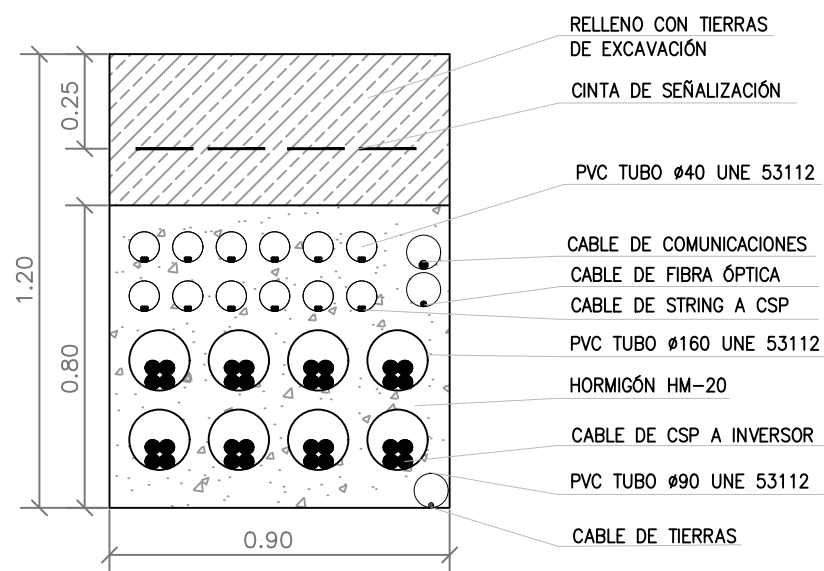 RELLENO CON TIERRAS
DE EXCAVACIÓN
0.25
CINTA DE SEÑALIZACIÓN
PVC TUBO ø40 UNE 53112
CABLE DE COMUNICACIONES
1.20
CABLE DE FIBRA ÓPTICA
CABLE DE STRING A CSP
PVC TUBO ø160 UNE 53112
0.80
HORMIGÓN HM-20
CABLE DE CSP A INVERSOR
PVC TUBO ø90 UNE 53112
CABLE DE TIERRAS
0.90